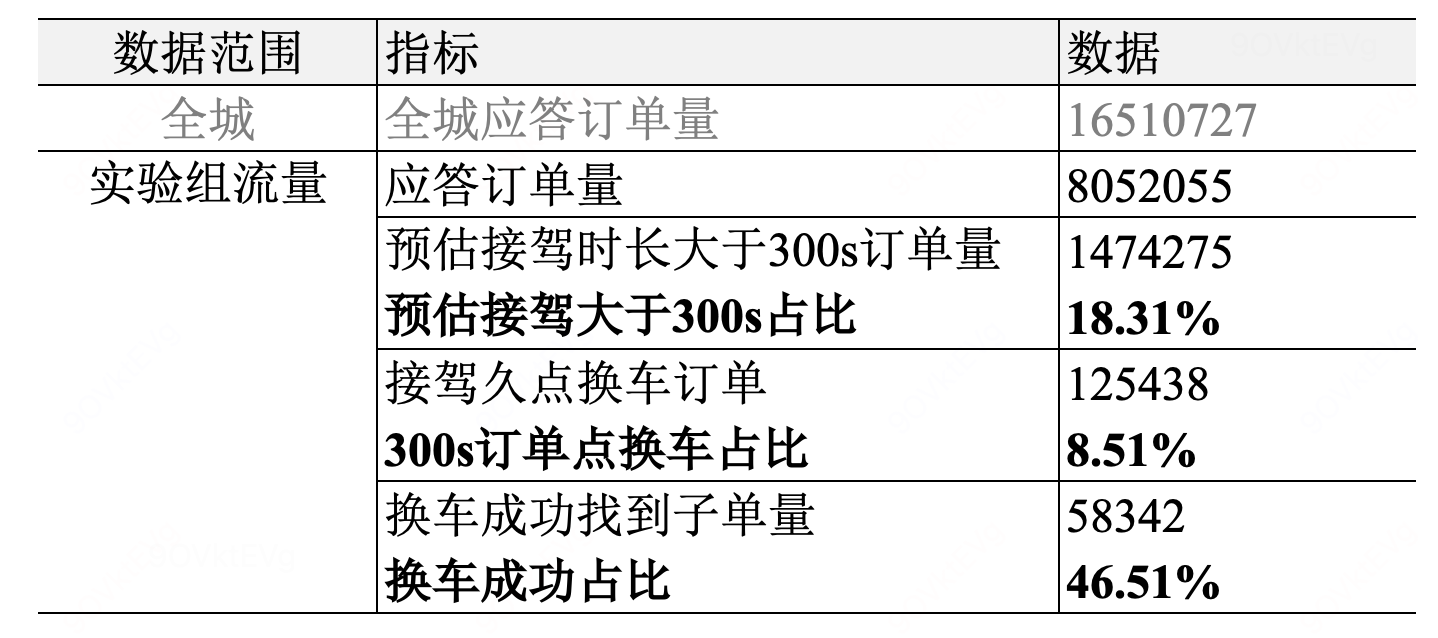 数据范围 指标 数据
全城 全城应答订单量 16510727
实验组流量 应答订单量 8052055
预估接驾时长大于300s订单量 1474275
预估接驾大于300s占比 18.31%
接驾久点换车订单 125438
300s订单点换车占比 8.51%
换车成功找到子单量 58342
换车成功占比 46.51%